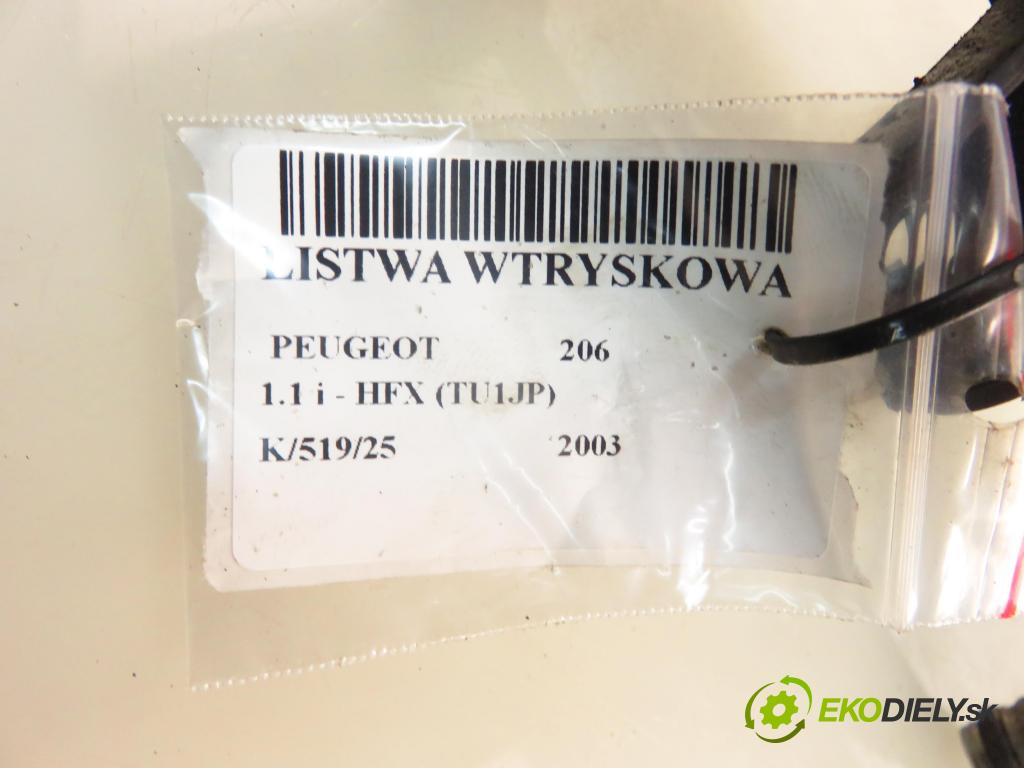 LISTWA WTRYSKOWA
PEUGEOT 206
1.1 i - HFX (TU1JP)
K/519/25 2003
EKODIELY.sk